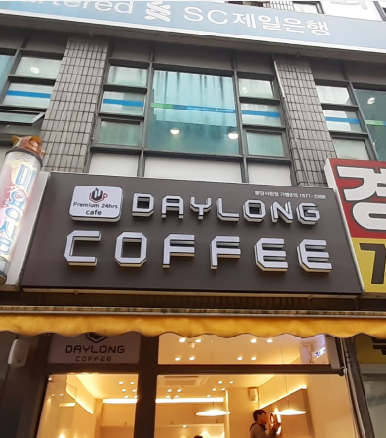 SC제일은행
DAYLONG
Premium 24hrs
cafe
COFFEE
DAYLONG
COFFEE